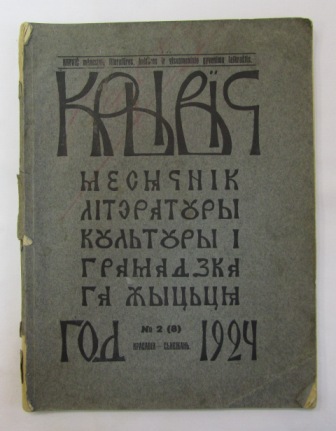 КРЫВІЧ
МЕСЯЧНІК
ЛІТЭРАТУРЫ
КУЛЬТУРЫ І
ГРАМАДЗКА
ГА ЖЫЦЬЦЯ
№ 2 (8)
ГОД 1924